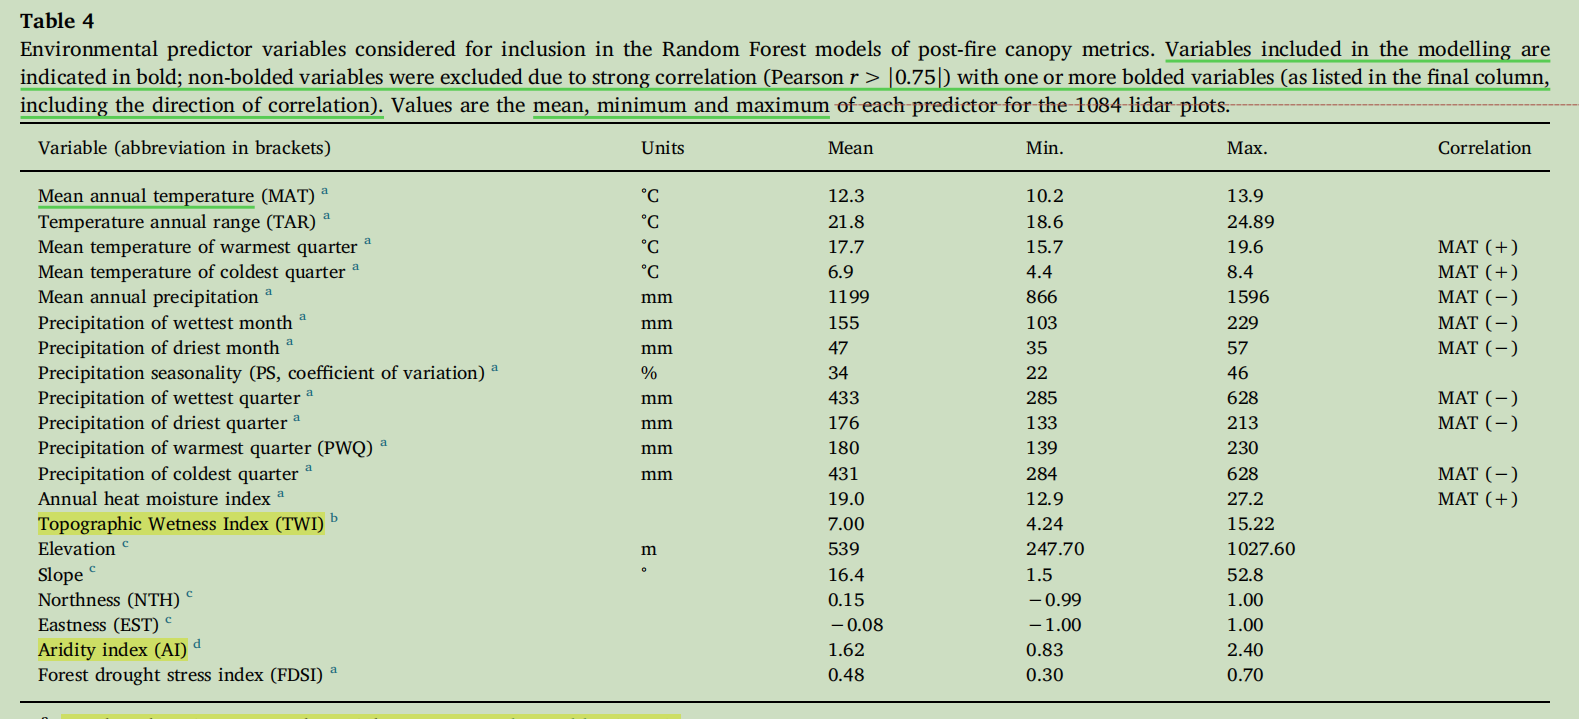 Table 4
Environmental predictor variables considered for inclusion in the Random Forest models of post-fire canopy metrics. Variables included in the modelling are
indicated in bold; non-bolded variables were excluded due to strong correlation (Pearson r > |0.75|) with one or more bolded variables (as listed in the final column,
including the direction of correlation). Values are the mean, minimum and maximum of each predictor for the 1084 lidar plots.
Variable (abbreviation in brackets) Units Mean Min. Max. Correlation
Mean annual temperature (MAT) a °C 12.3 10.2 13.9
Temperature annual range (TAR) a °C 21.8 18.6 24.89
Mean temperature of warmest quarter a °C 17.7 15.7 19.6 MAT (+)
Mean temperature of coldest quarter a °C 6.9 4.4 8.4 MAT (+)
Mean annual precipitation a mm 1199 866 1596 MAT (−)
Precipitation of wettest month a mm 155 103 229 MAT (−)
Precipitation of driest month a mm 47 35 57 MAT (−)
Precipitation seasonality (PS, coefficient of variation) a % 34 22 46
Precipitation of wettest quarter a mm 433 285 628 MAT (−)
Precipitation of driest quarter a mm 176 133 213 MAT (−)
Precipitation of warmest quarter (PWQ) a mm 180 139 230
Precipitation of coldest quarter a mm 431 284 628 MAT (−)
Annual heat moisture index a 19.0 12.9 27.2 MAT (+)
Topographic Wetness Index (TWI) b 7.00 4.24 15.22
Elevation c m 539 247.70 1027.60
Slope c ° 16.4 1.5 52.8
Northness (NTH) c 0.15 −0.99 1.00
Eastness (EST) c −0.08 −1.00 1.00
Aridity index (AI) d 1.62 0.83 2.40
Forest drought stress index (FDSI) a 0.48 0.30 0.70